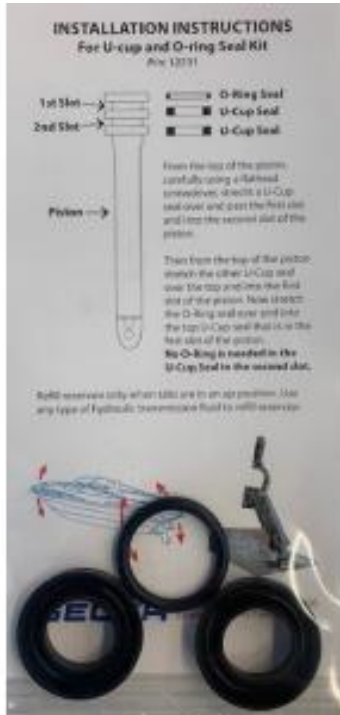 INSTALLATION INSTRUCTIONS
For U-cup and O-ring Seal Kit
1st Slot
O-Ring Seal
U-Cup Seal
2nd Slot
U-Cup Seal
Piston
From the top of the piston
carefully using a flathead
screwdriver, stretch a U-Cup
seal over and past the first slot
and into the second slot of the
piston.
Then from the top of the piston
stretch the other U-Cup seal
over the top and into the first
slot of the piston. Now stretch
the O-Ring seal over and into
the top U-Cup seal that is in the
first slot of the piston.
No O-Ring is needed in the
U-Cup Seal in the second slot.
Refill reservoir only when tabs are in an up position. Use
any type of hydraulic transmission fluid to refill reservoir.